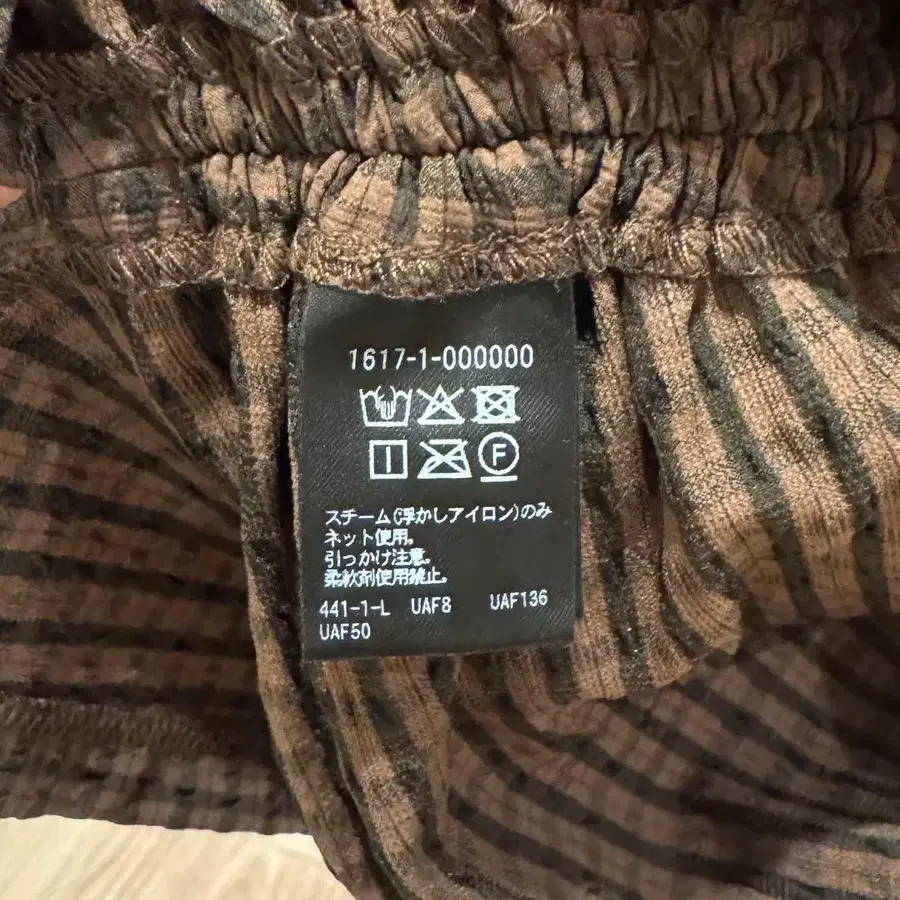 1617-1-000000
F
スチーム(浮かしアイロン)のみ
ネット使用。
引っかけ注意。
柔軟剤使用禁止。
441-1-L UAF8 UAF136
UAF50